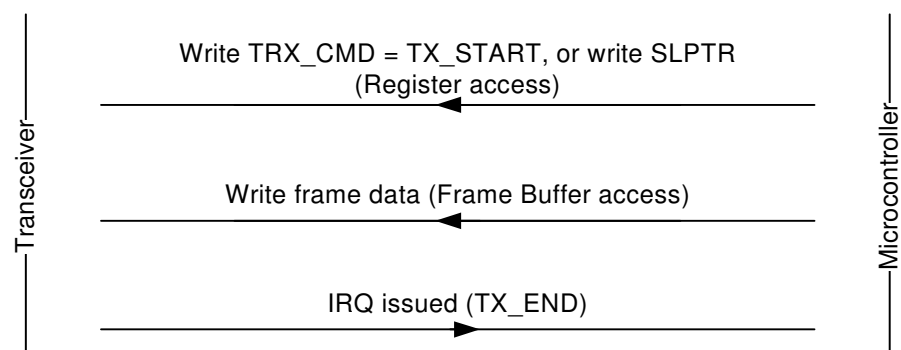 Write TRX_CMD = TX_START, or write SLPTR
(Register access)
Transceiver
Microcontroller
Write frame data (Frame Buffer access)
IRQ issued (TX_END)